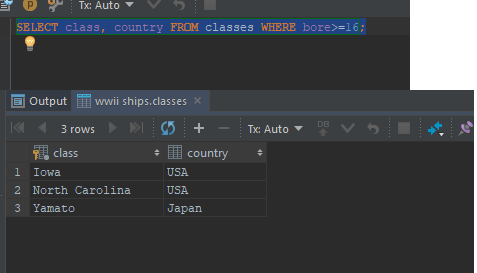 Tx: Auto
SELECT class, country FROM classes WHERE bore>=16;
Output
wwii ships.classes
3 rows
Tx: Auto
DB
class
country
1 Iowa USA
2 North Carolina USA
3 Yamato Japan